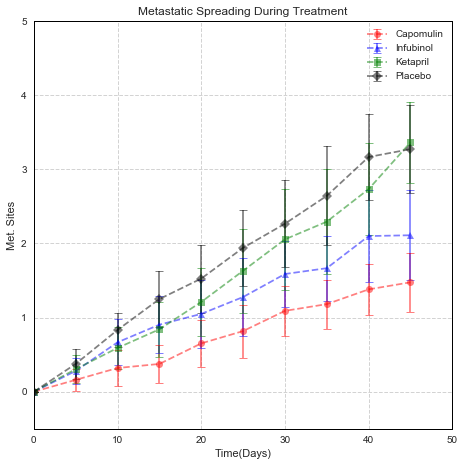 Metastatic Spreading During Treatment
Capomulin
Infubinol
Ketapril
Placebo
Met. Sites
5
4
3
2
1
0
0 10 20 30 40 50
Time(Days)